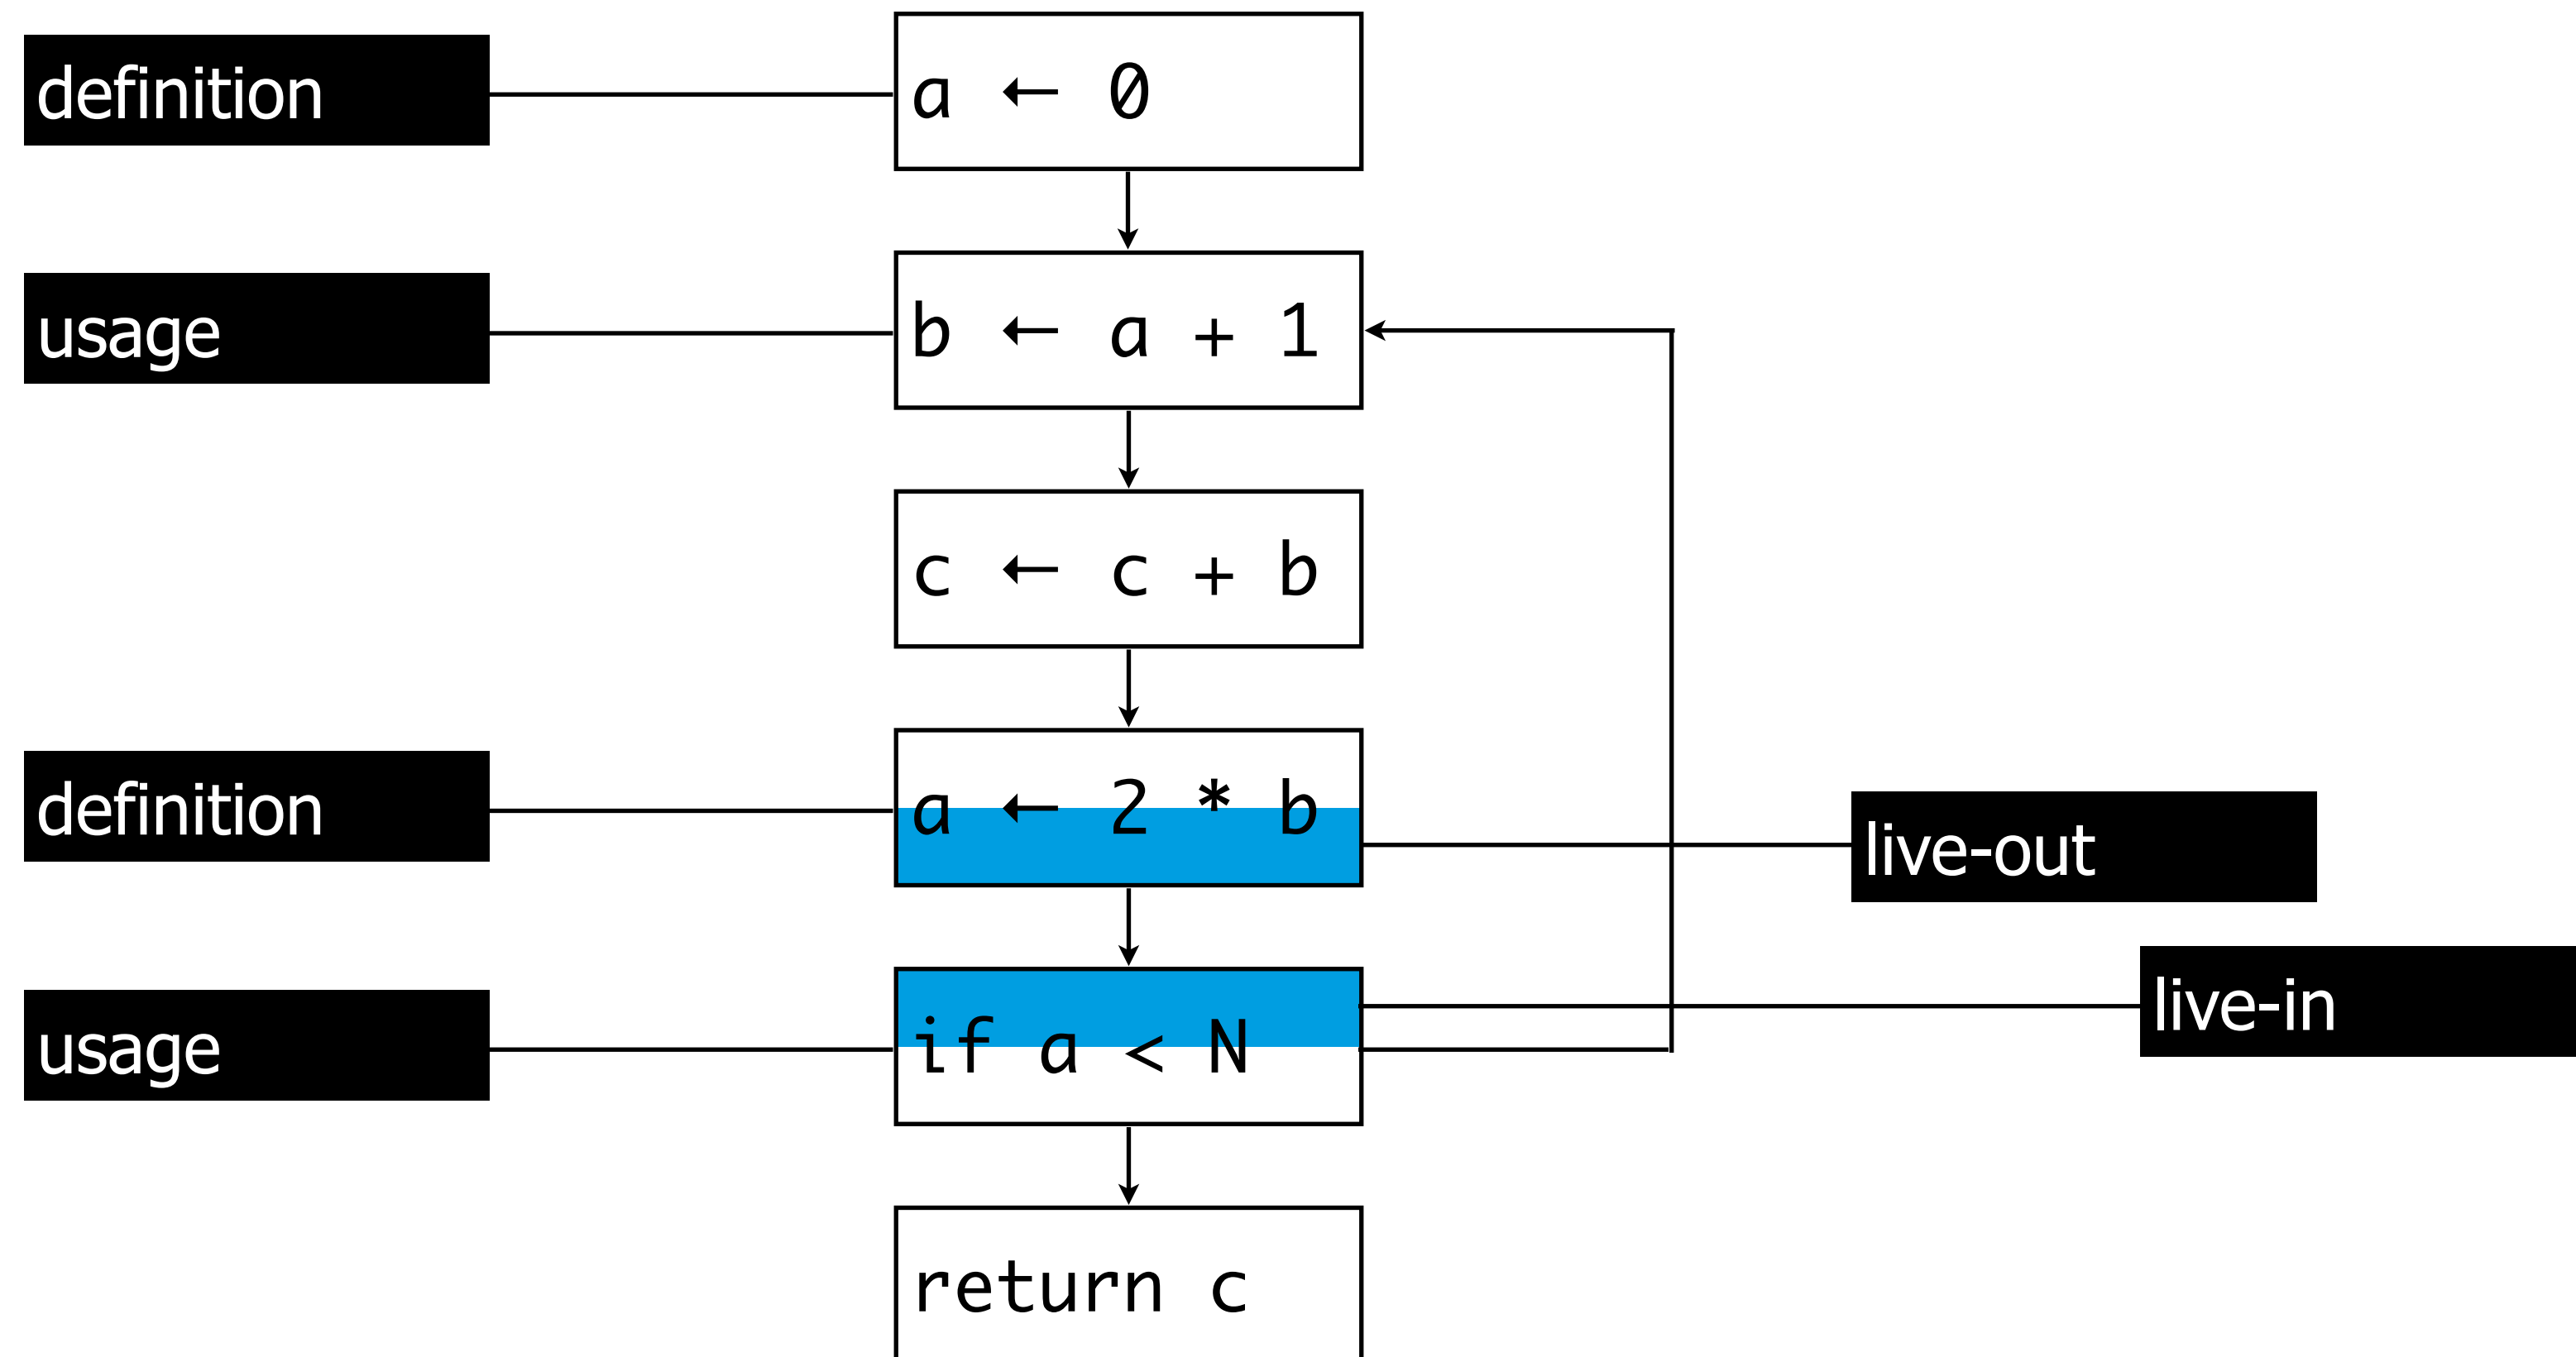 definition
a ← 0
usage
b ← a + 1
c ← c + b
definition
a ← 2 * b
live-out
usage
if a < N
live-in
return c